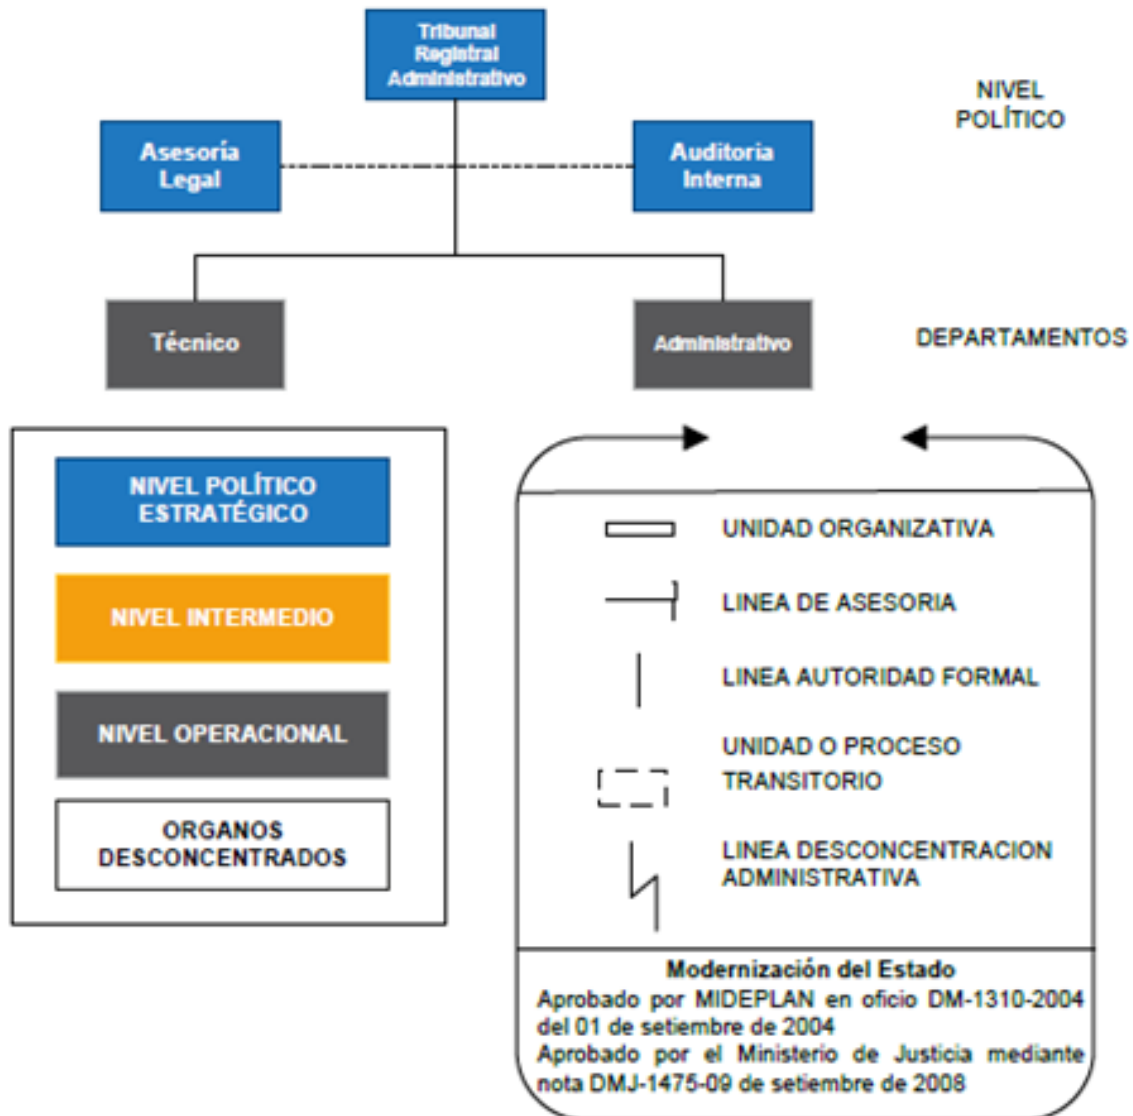 Tribunal
Registral
Administrativo
NIVEL
POLÍTICO
Asesoría
Legal
Auditoria
Interna
Técnico
Administrativo
DEPARTAMENTOS
NIVEL POLÍTICO
ESTRATÉGICO
NIVEL INTERMEDIO
NIVEL OPERACIONAL
ORGANOS
DESCONCENTRADOS
UNIDAD ORGANIZATIVA
LINEA DE ASESORIA
LINEA AUTORIDAD FORMAL
UNIDAD O PROCESO
TRANSITORIO
LINEA DESCONCENTRACION
ADMINISTRATIVA
Modernización del Estado
Aprobado por MIDEPLAN en oficio DM-1310-2004
del 01 de setiembre de 2004
Aprobado por el Ministerio de Justicia mediante
nota DMJ-1475-09 de setiembre de 2008